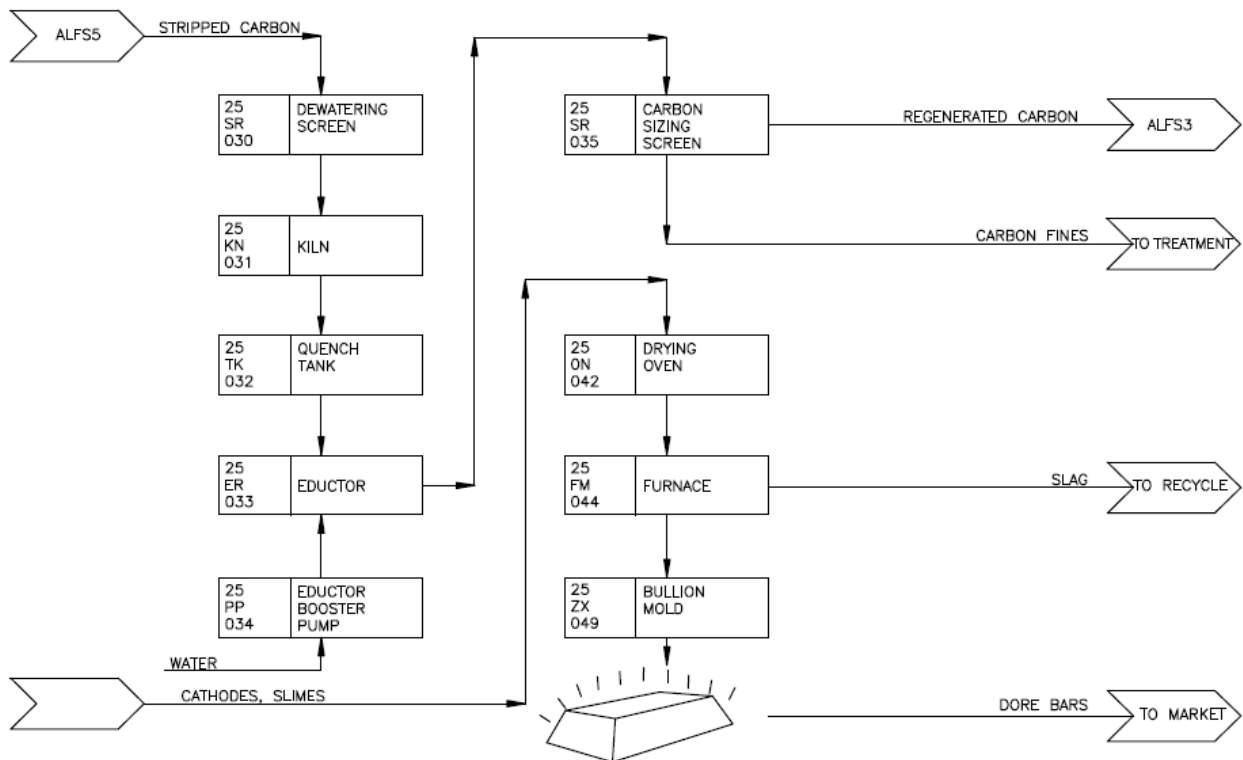 ALFS5
STRIPPED CARBON
25
SR
030
DEWATERING
SCREEN
25
KN
031
KILN
25
TK
032
QUENCH
TANK
25
ER
033
EDUCTOR
25
PP
034
EDUCTOR
BOOSTER
PUMP
WATER
CATHODES, SLIMES
25
SR
035
CARBON
SIZING
SCREEN
REGENERATED CARBON
ALFS3
CARBON FINES
TO TREATMENT
25
ON
042
DRYING
OVEN
25
FM
044
FURNACE
SLAG
TO RECYCLE
25
ZX
049
BULLION
MOLD
DORE BARS
TO MARKET